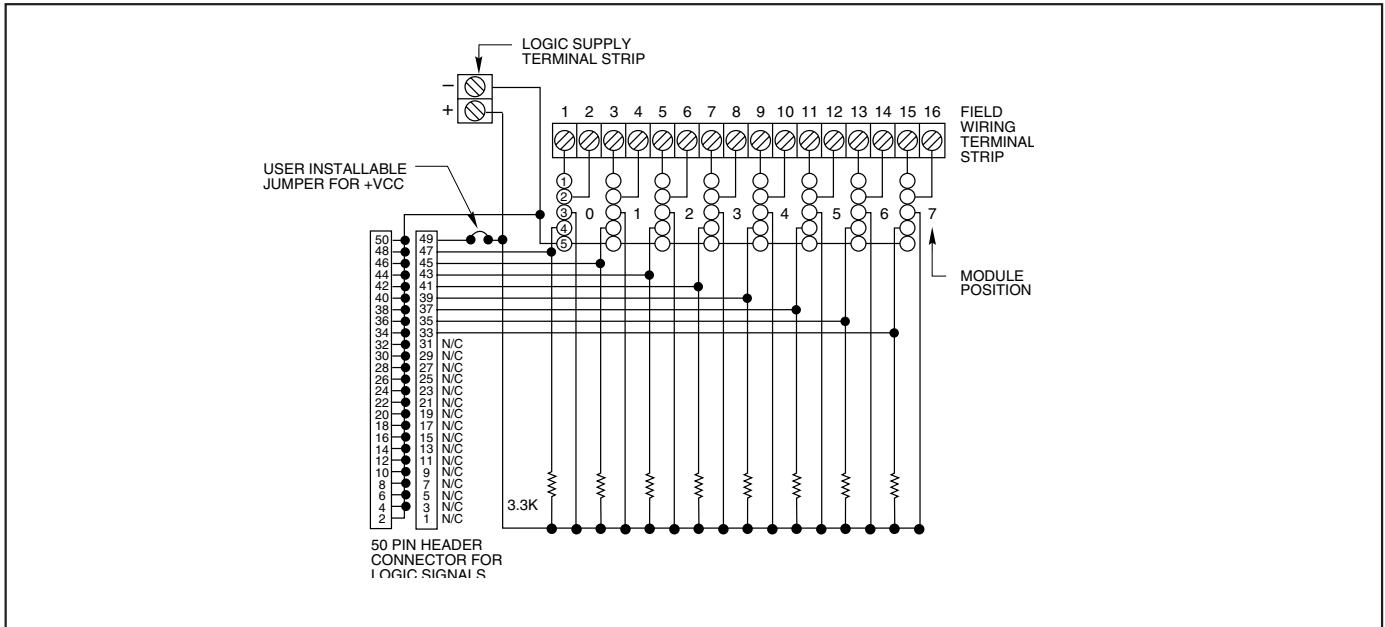 LOGIC SUPPLY
TERMINAL STRIP
−
+
1 2 3 4 5 6 7 8 9 10 11 12 13 14 15 16
FIELD
WIRING
TERMINAL
STRIP
USER INSTALLABLE
JUMPER FOR +VCC
1
2
3
4
5
0 1 2 3 4 5 6 7
MODULE
POSITION
50 49
48 47
46 45
44 43
42 41
40 39
38 37
36 35
34 33
32 31 N/C
30 29 N/C
28 27 N/C
26 25 N/C
24 23 N/C
22 21 N/C
20 19 N/C
18 17 N/C
16 15 N/C
14 13 N/C
12 11 N/C
10 9 N/C
8 7 N/C
6 5 N/C
4 3 N/C
2 1 N/C
3.3K
50 PIN HEADER
CONNECTOR FOR
LOGIC SIGNALS